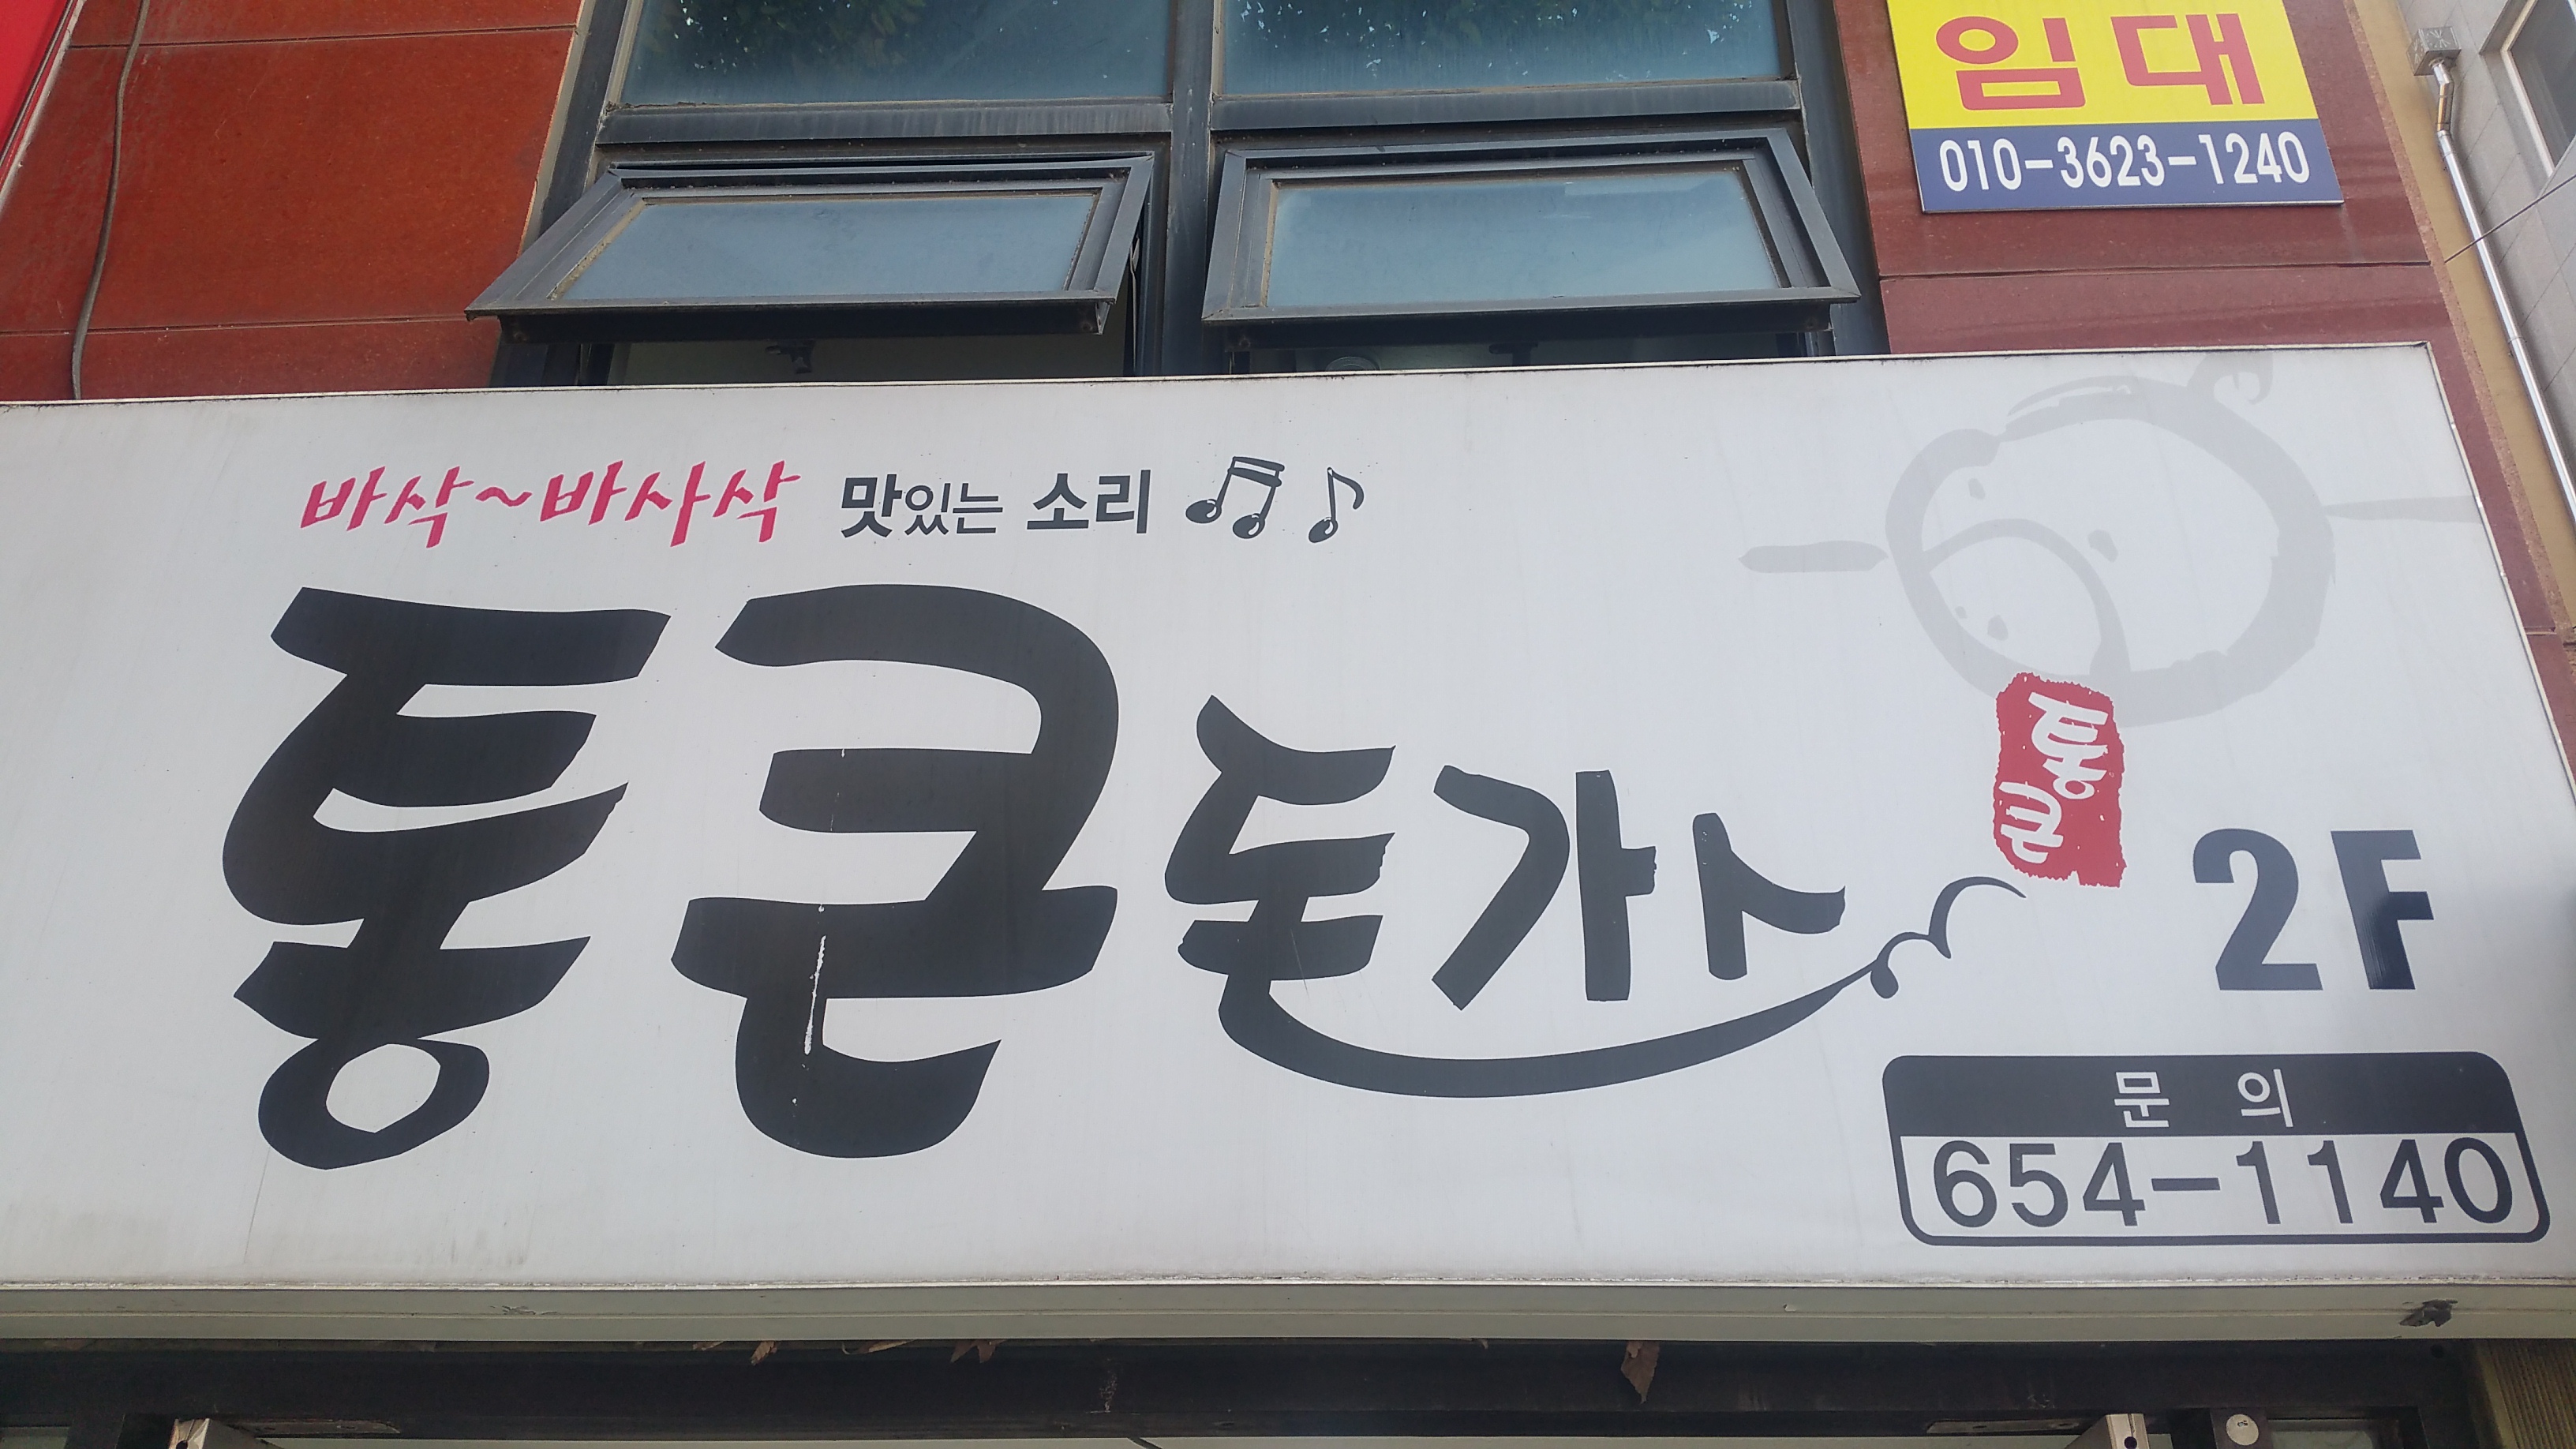 임대
010-3623-1240
바삭~바사삭 맛있는 소리
통큰 돈가스
통큰
2F
문의
654-1140